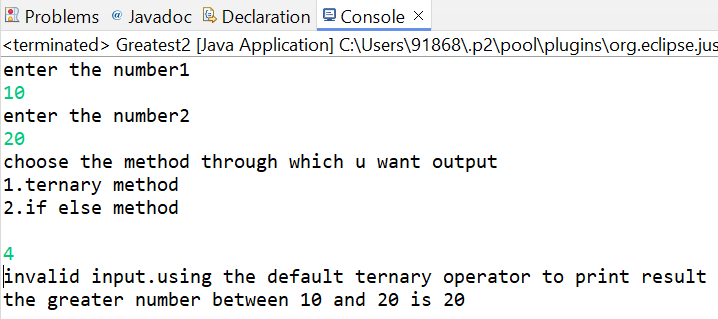 Problems @ Javadoc Declaration Console ×
<terminated> Greatest2 [Java Application] C:\Users\91868\.p2\pool\plugins\org.eclipse.jus
enter the number1
10
enter the number2
20
choose the method through which u want output
1.ternary method
2.if else method
4
invalid input.using the default ternary operator to print result
the greater number between 10 and 20 is 20